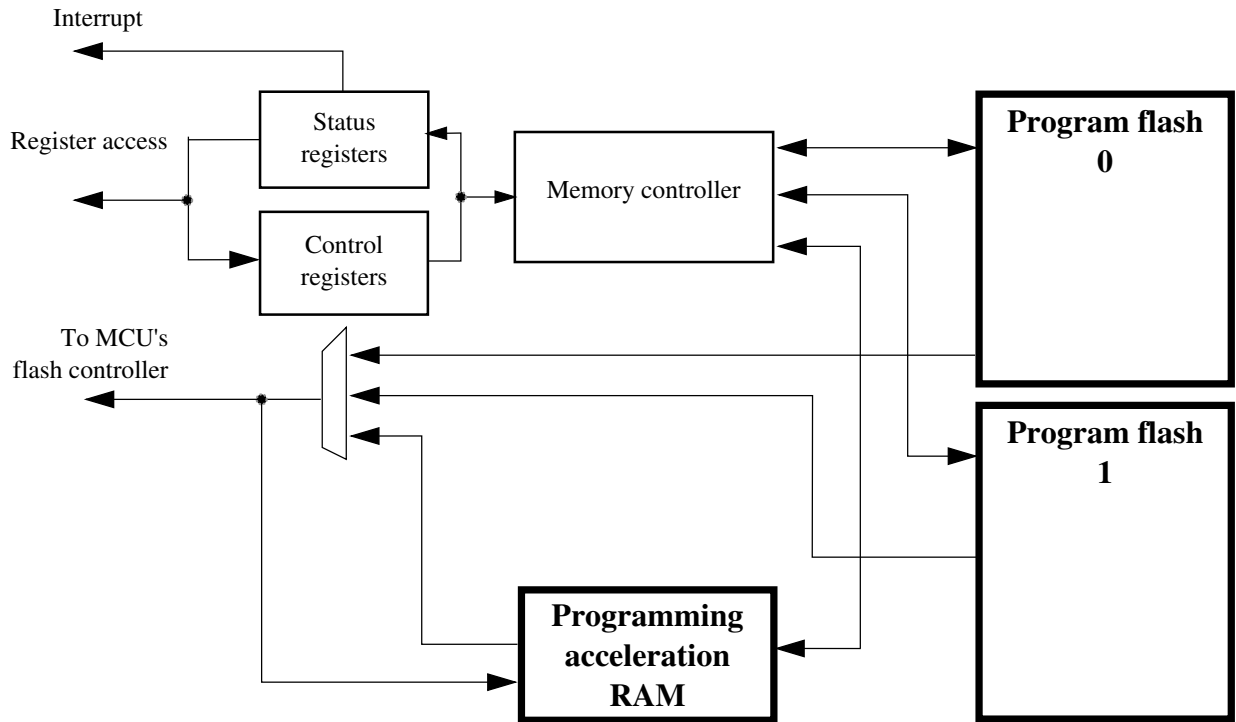 Interrupt
Register access
Status
registers
Control
registers
Memory controller
Program flash
0
To MCU's
flash controller
Program flash
1
Programming
acceleration
RAM